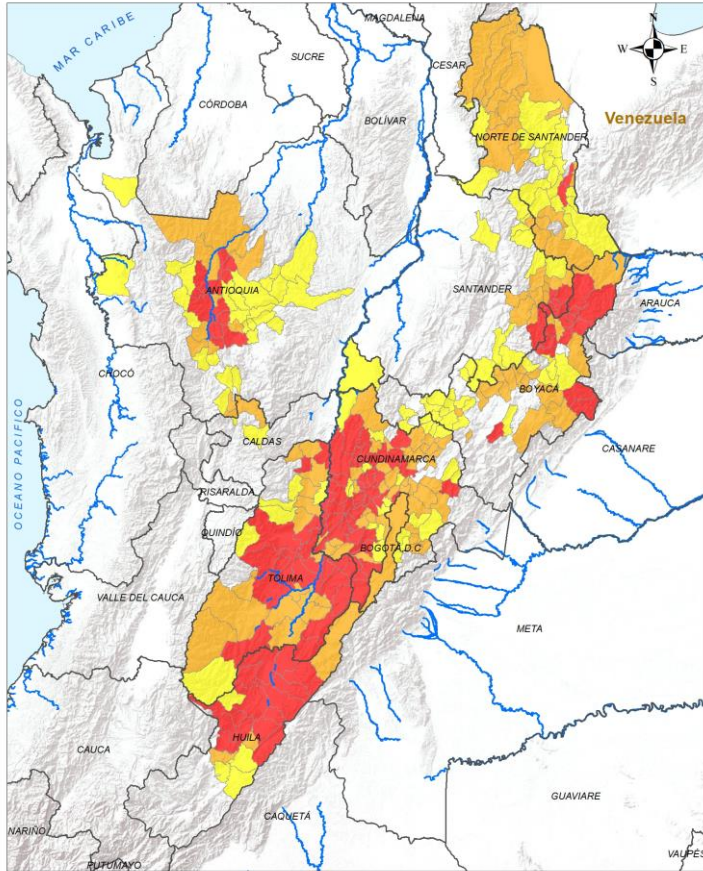 MAGDALENA
N
MAR CARIBE
SUCRE
W
E
CESAR
S
CÓRDOBA
BOLÍVAR
Venezuela
NORTE DE SANTANDER
ANTIOQUIA
SANTANDER
ARAUCA
CHOCÓ
BOYACÁ
OCEANO PACIFICO
CALDAS
CUNDINAMARCA
CASANARE
RISARALDA
QUINDÍO
BOGOTÁ, D.C
TOLIMA
VALLE DEL CAUCA
META
HUILA
CAUCA
GUAVIARE
CAQUETÁ
NARIÑO
PUTUMAYO
VAUPÉS